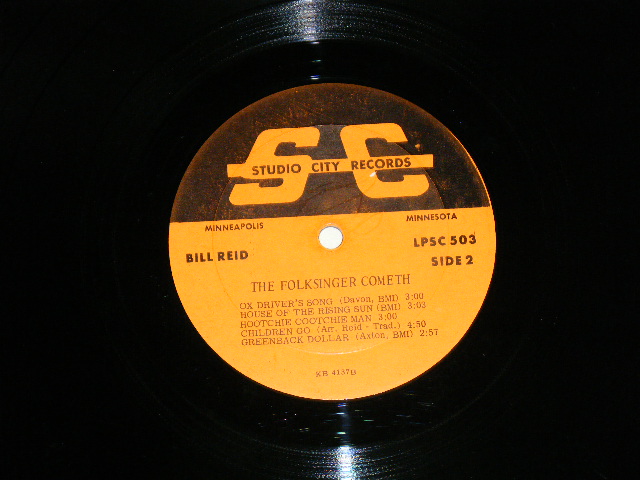 SC
STUDIO CITY RECORDS
MINNEAPOLIS MINNESOTA
BILL REID
LPSC 503
SIDE 2
THE FOLKSINGER COMETH
OX DRIVER'S SONG (Davon, BMI) 3:00
HOUSE OF THE RISING SUN (BMI) 3:03
HOOTCHIE COOTCHIE MAN 3:00
CHILDREN GO (Arr. Reid - Trad.) 4:50
GREENBACK DOLLAR (Axton, BMI) 2:57
KB 4157B